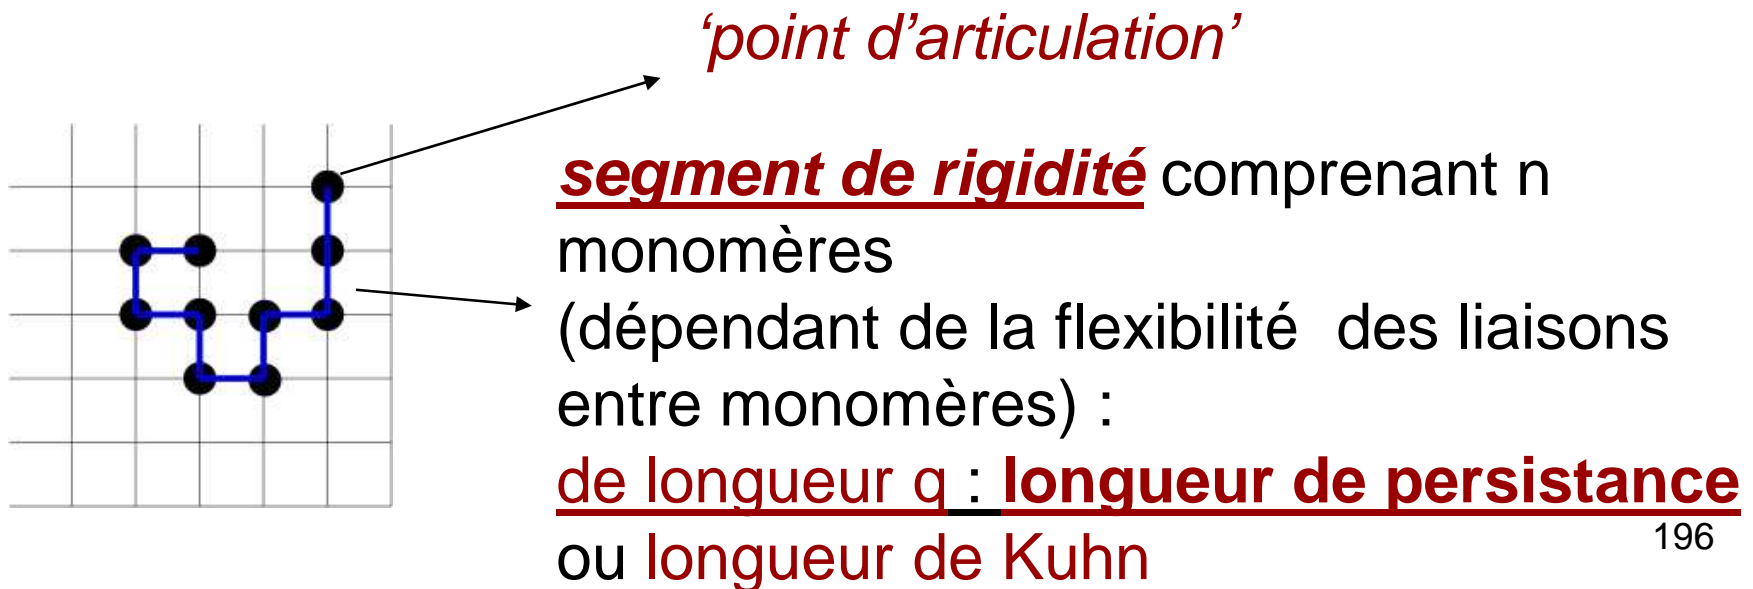 ‘point d’articulation’
segment de rigidité comprenant n
monomères
(dépendant de la flexibilité des liaisons
entre monomères) :
de longueur q : longueur de persistance
ou longueur de Kuhn
196